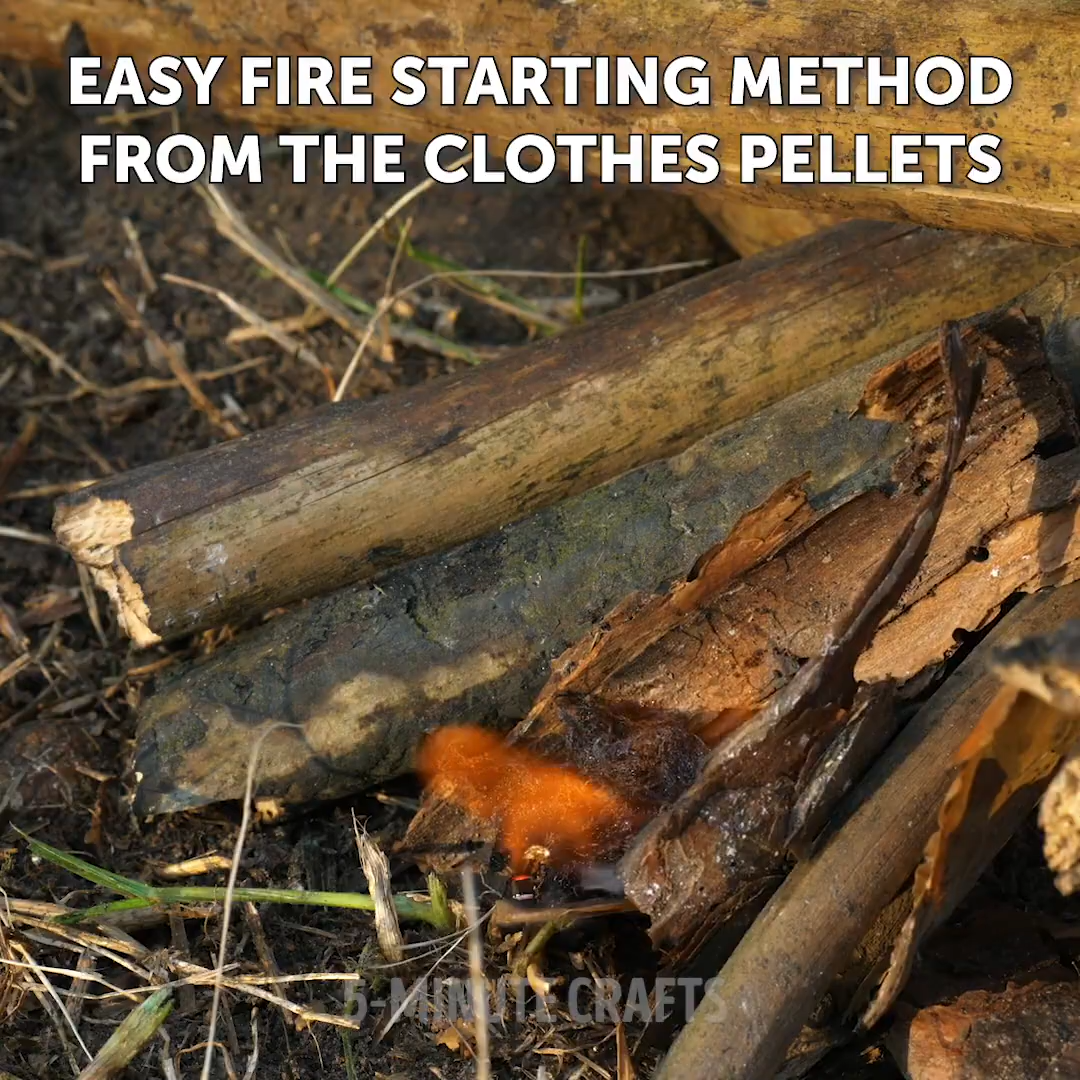 EASY FIRE STARTING METHOD
FROM THE CLOTHES PELLETS
5-MINUTE CRAFTS